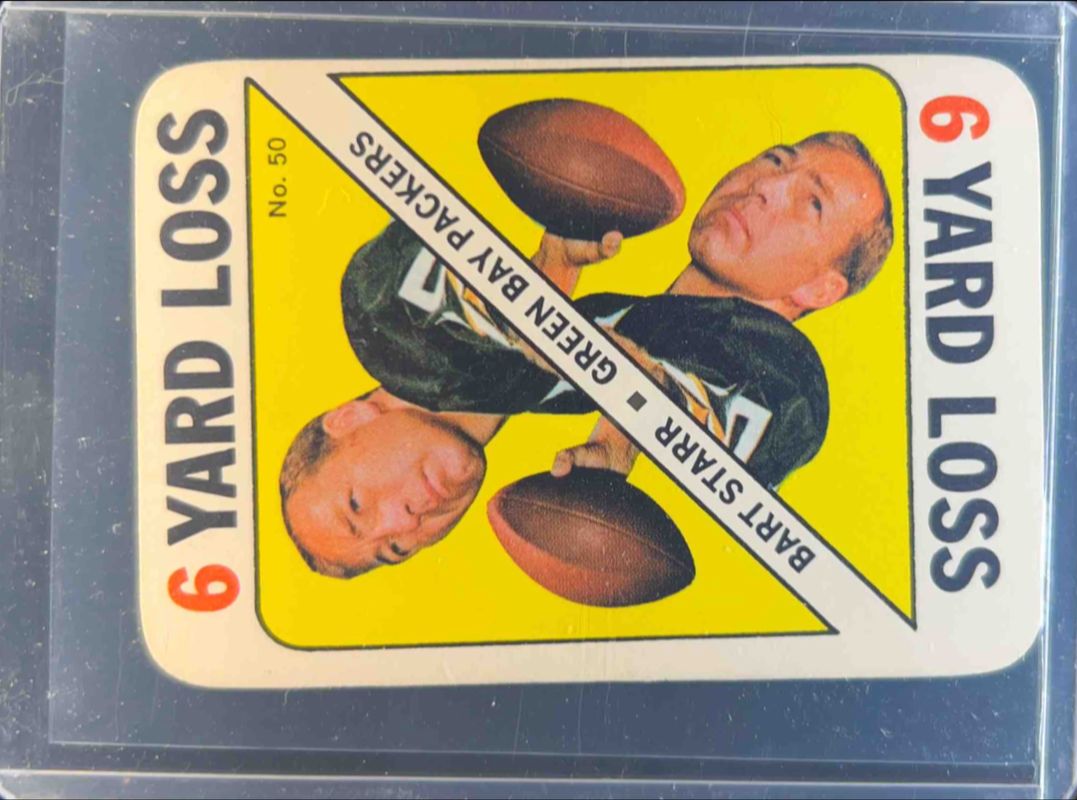 6 YARD LOSS
No. 50
BART STARR ■ GREEN BAY PACKERS
6 YARD LOSS